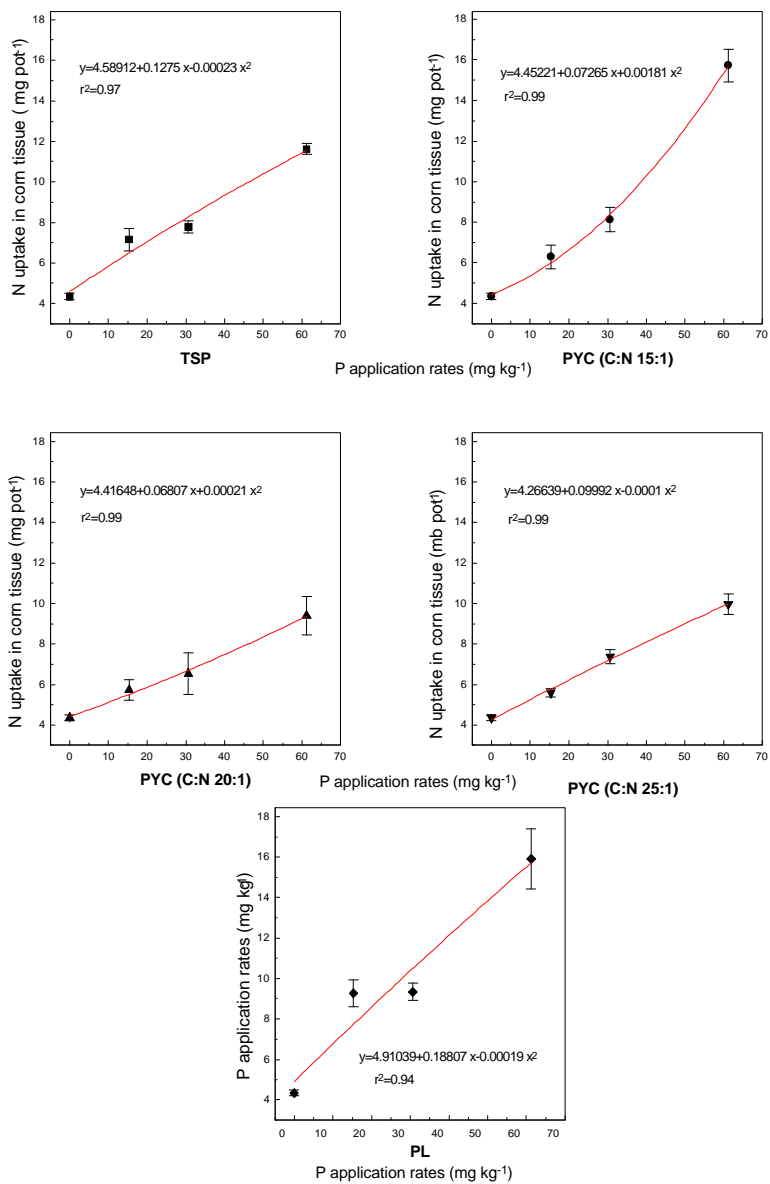 N uptake in corn tissue ( mg pot-1)
18
16
14
12
10
8
6
4
y=4.58912+0.1275 x-0.00023 x2
r2=0.97
0 10 20 30 40 50 60 70
TSP
N uptake in corn tissue (mg pot-1)
18
16
14
12
10
8
6
4
y=4.45221+0.07265 x+0.00181 x2
r2=0.99
0 10 20 30 40 50 60 70
PYC (C:N 15:1)
P application rates (mg kg-1)
N uptake in corn tissue (mg pot-1)
18
16
14
12
10
8
6
4
y=4.41648+0.06807 x+0.00021 x2
r2=0.99
0 10 20 30 40 50 60 70
PYC (C:N 20:1)
N uptake in corn tissue (mb pot1)
18
16
14
12
10
8
6
4
y=4.26639+0.09992 x-0.0001 x2
r2=0.99
0 10 20 30 40 50 60 70
PYC (C:N 25:1)
P application rates (mg kg-1)
P application rates (mg kg1)
18
16
14
12
10
8
6
4
y=4.91039+0.18807 x-0.00019 x2
r2=0.94
0 10 20 30 40 50 60 70
PL
P application rates (mg kg-1)